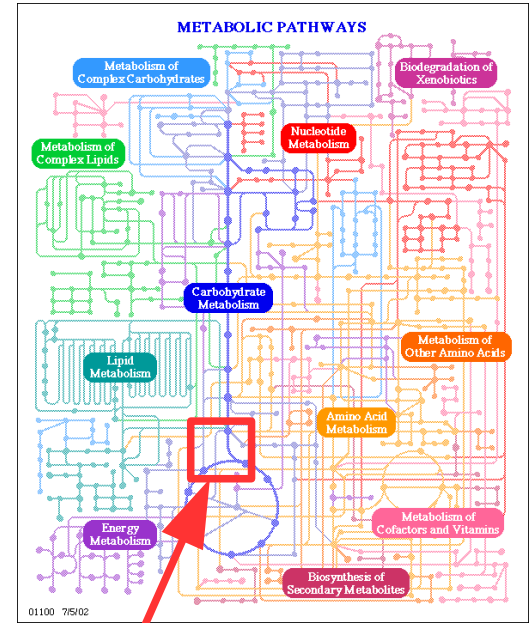 METABOLIC PATHWAYS
Metabolism of
Complex Carbohydrates
Biodegradation of
Xenobiotics
Nucleotide
Metabolism
Metabolism of
Complex Lipids
Carbohydrate
Metabolism
Lipid
Metabolism
Metabolism of
Other Amino Acids
Amino Acid
Metabolism
Energy
Metabolism
Metabolism of
Cofactors and Vitamins
Biosynthesis of
Secondary Metabolites
01100 7/5/02